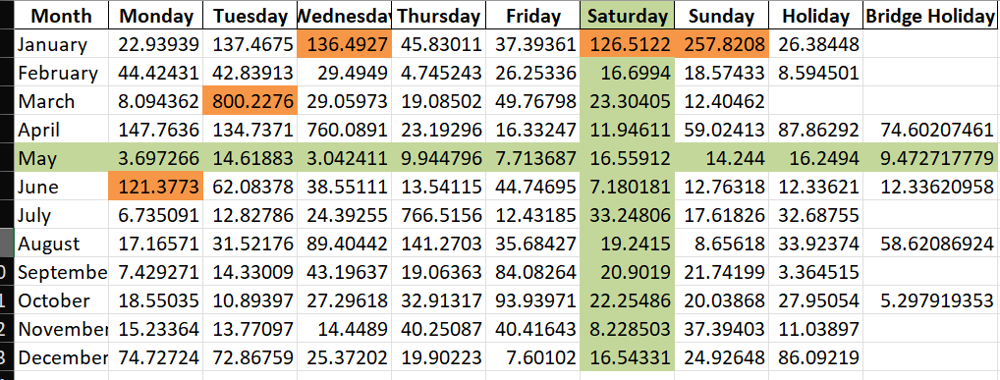 Month Monday Tuesday Wednesday Thursday Friday Saturday Sunday Holiday Bridge Holiday
January 22.93939 137.4675 136.4927 45.83011 37.39361 126.5122 257.8208 26.38448
February 44.42431 42.83913 29.4949 4.745243 26.25336 16.6994 18.57433 8.594501
March 8.094362 800.2276 29.05973 19.08502 49.76798 23.30405 12.40462
April 147.7636 134.7371 760.0891 23.19296 16.33247 11.94611 59.02413 87.86292 74.60207461
May 3.697266 14.61883 3.042411 9.944796 7.713687 16.55912 14.244 16.2494 9.472717779
June 121.3773 62.08378 38.55111 13.54115 44.74695 7.180181 12.76318 12.33621 12.33620958
July 6.735091 12.82786 24.39255 766.5156 12.43185 33.24806 17.61826 32.68755
August 17.16571 31.52176 89.40442 141.2703 35.68427 19.2415 8.65618 33.92374 58.62086924
0 Septembe 7.429271 14.33009 43.19637 19.06363 84.08264 20.9019 21.74199 3.364515
1 October 18.55035 10.89397 27.29618 32.91317 93.93971 22.25486 20.03868 27.95054 5.297919353
2 November 15.23364 13.77097 14.4489 40.25087 40.41643 8.228503 37.39403 11.03897
3 December 74.72724 72.86759 25.37202 19.90223 7.60102 16.54331 24.92648 86.09219